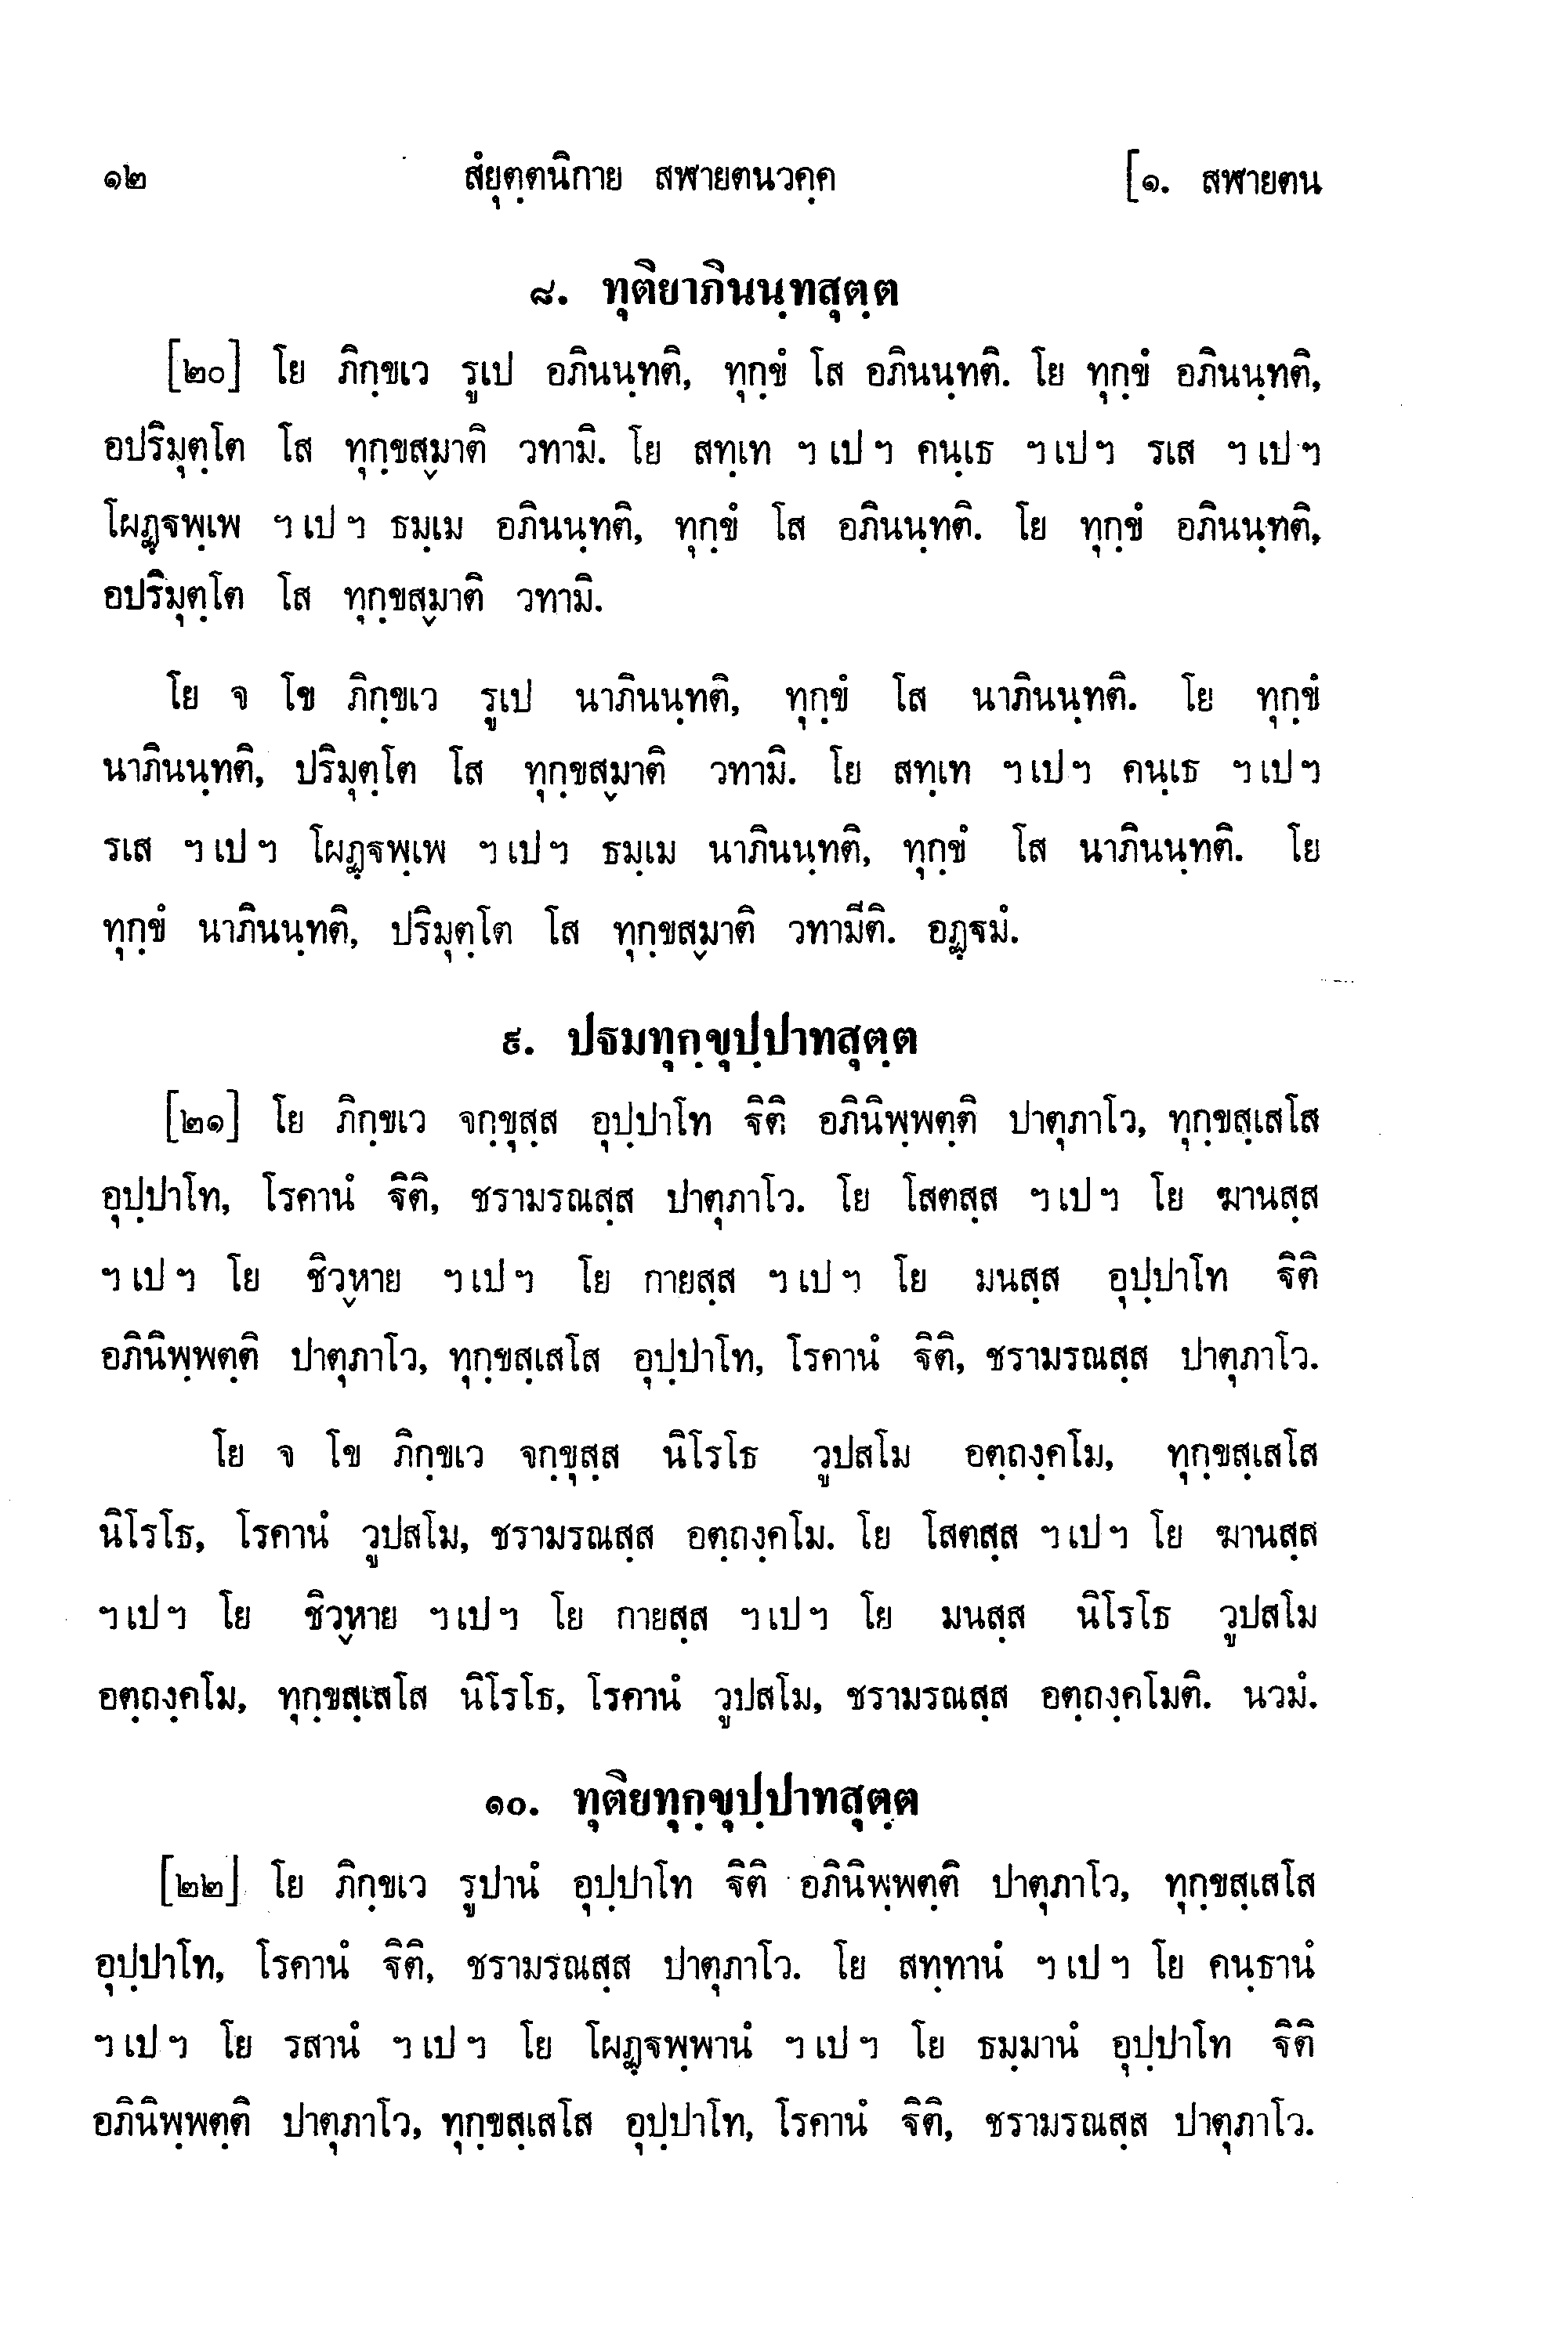 ๑๒ สํยุตฺตนิกาย สฬายตนวคฺค [๑. สฬายตน
๘. ทุติยาภินนฺทสุตฺต
[๒๐] โย ภิกฺขเว รูเป อภินนฺทติ, ทุกฺขํ โส อภินนฺทติ. โย ทุกฺขํ อภินนฺทติ,
อปริมุตฺโต โส ทุกฺขสฺมาติ วทามิ. โย สทฺเท ฯ เป ฯ คนฺเธ ฯ เป ฯ รเส ฯ เป ฯ
โผฏฺฐพฺเพ ฯ เป ฯ ธมฺเม อภินนฺทติ, ทุกฺขํ โส อภินนฺทติ. โย ทุกฺขํ อภินนฺทติ,
อปริมุตฺโต โส ทุกฺขสฺมาติ วทามิ.
โย จ โข ภิกฺขเว รูเป นาภินนฺทติ, ทุกฺขํ โส นาภินนฺทติ. โย ทุกฺขํ
นาภินนฺทติ, ปริมุตฺโต โส ทุกฺขสฺมาติ วทามิ. โย สทฺเท ฯ เป ฯ คนฺเธ ฯ เป ฯ
รเส ฯ เป ฯ โผฏฺฐพฺเพ ฯ เป ฯ ธมฺเม นาภินนฺทติ, ทุกฺขํ โส นาภินนฺทติ. โย
ทุกฺขํ นาภินนฺทติ, ปริมุตฺโต โส ทุกฺขสฺมาติ วทามีติ. อฏฺฐมํ.
๙. ปฐมทุกฺขุปฺปาทสุตฺต
[๒๑] โย ภิกฺขเว จกฺขุสฺส อุปฺปาโท ฐิติ อภินิพฺพตฺติ ปาตุภาโว, ทุกฺขสฺเสโส
อุปฺปาโท, โรคานํ ฐิติ, ชรามรณสฺส ปาตุภาโว. โย โสตสฺส ฯ เป ฯ โย ฆานสฺส
ฯ เป ฯ โย ชิวฺหาย ฯ เป ฯ โย กายสฺส ฯ เป ฯ โย มนสฺส อุปฺปาโท ฐิติ
อภินิพฺพตฺติ ปาตุภาโว, ทุกฺขสฺเสโส อุปฺปาโท, โรคานํ ฐิติ, ชรามรณสฺส ปาตุภาโว.
โย จ โข ภิกฺขเว จกฺขุสฺส นิโรโธ วูปสโม อตฺถงฺคโม, ทุกฺขสฺเสโส
นิโรโธ, โรคานํ วูปสโม, ชรามรณสฺส อตฺถงฺคโม. โย โสตสฺส ฯ เป ฯ โย ฆานสฺส
ฯ เป ฯ โย ชิวฺหาย ฯ เป ฯ โย กายสฺส ฯ เป ฯ โย มนสฺส นิโรโธ วูปสโม
อตฺถงฺคโม, ทุกฺขสฺเสโส นิโรโธ, โรคานํ วูปสโม, ชรามรณสฺส อตฺถงฺคโมติ. นวมํ.
๑๐. ทุติยทุกฺขุปฺปาทสุตฺต
[๒๒] โย ภิกฺขเว รูปานํ อุปฺปาโท ฐิติ อภินิพฺพตฺติ ปาตุภาโว, ทุกฺขสฺเสโส
อุปฺปาโท, โรคานํ ฐิติ, ชรามรณสฺส ปาตุภาโว. โย สทฺทานํ ฯ เป ฯ โย คนฺธานํ
ฯ เป ฯ โย รสานํ ฯ เป ฯ โย โผฏฺฐพฺพานํ ฯ เป ฯ โย ธมฺมานํ อุปฺปาโท ฐิติ
อภินิพฺพตฺติ ปาตุภาโว, ทุกฺขสฺเสโส อุปฺปาโท, โรคานํ ฐิติ, ชรามรณสฺส ปาตุภาโว.